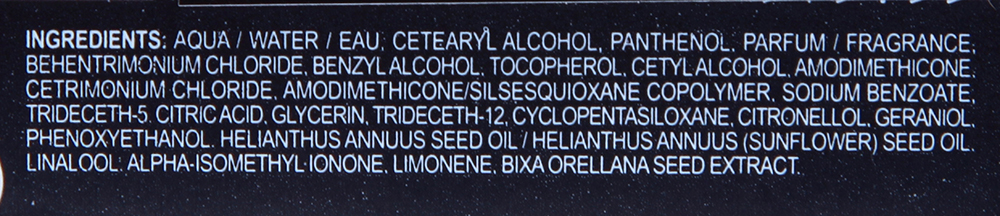 INGREDIENTS: AQUA / WATER / EAU, CETEARYL ALCOHOL, PANTHENOL, PARFUM / FRAGRANCE,
BEHENTRIMONIUM CHLORIDE, BENZYL ALCOHOL, TOCOPHEROL, CETYL ALCOHOL, AMODIMETHICONE,
CETRIMONIUM CHLORIDE, AMODIMETHICONE/SILSESQUIOXANE COPOLYMER, SODIUM BENZOATE,
TRIDECETH-5, CITRIC ACID, GLYCERIN, TRIDECETH-12, CYCLOPENTASILOXANE, CITRONELLOL, GERANIOL,
PHENOXYETHANOL, HELIANTHUS ANNUUS SEED OIL / HELIANTHUS ANNUUS (SUNFLOWER) SEED OIL,
LINALOOL, ALPHA-ISOMETHYL IONONE, LIMONENE, BIXA ORELLANA SEED EXTRACT.